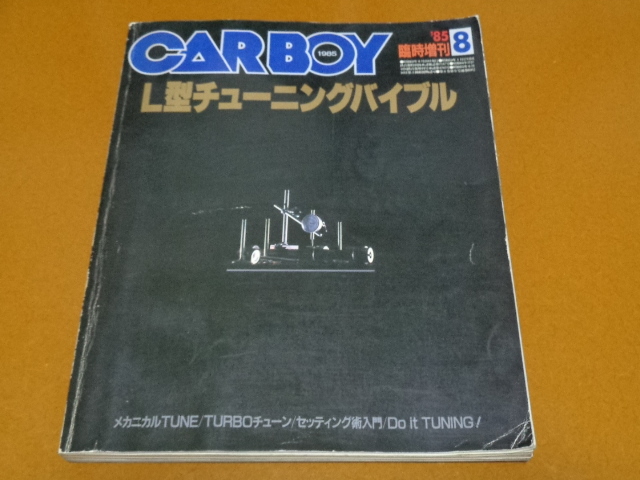 CARBOY
1985
'85
臨時増刊
8
L型チューニングバイブル
メカニカルTUNE/TURBOチューン/セッティング術入門/Do it TUNING!